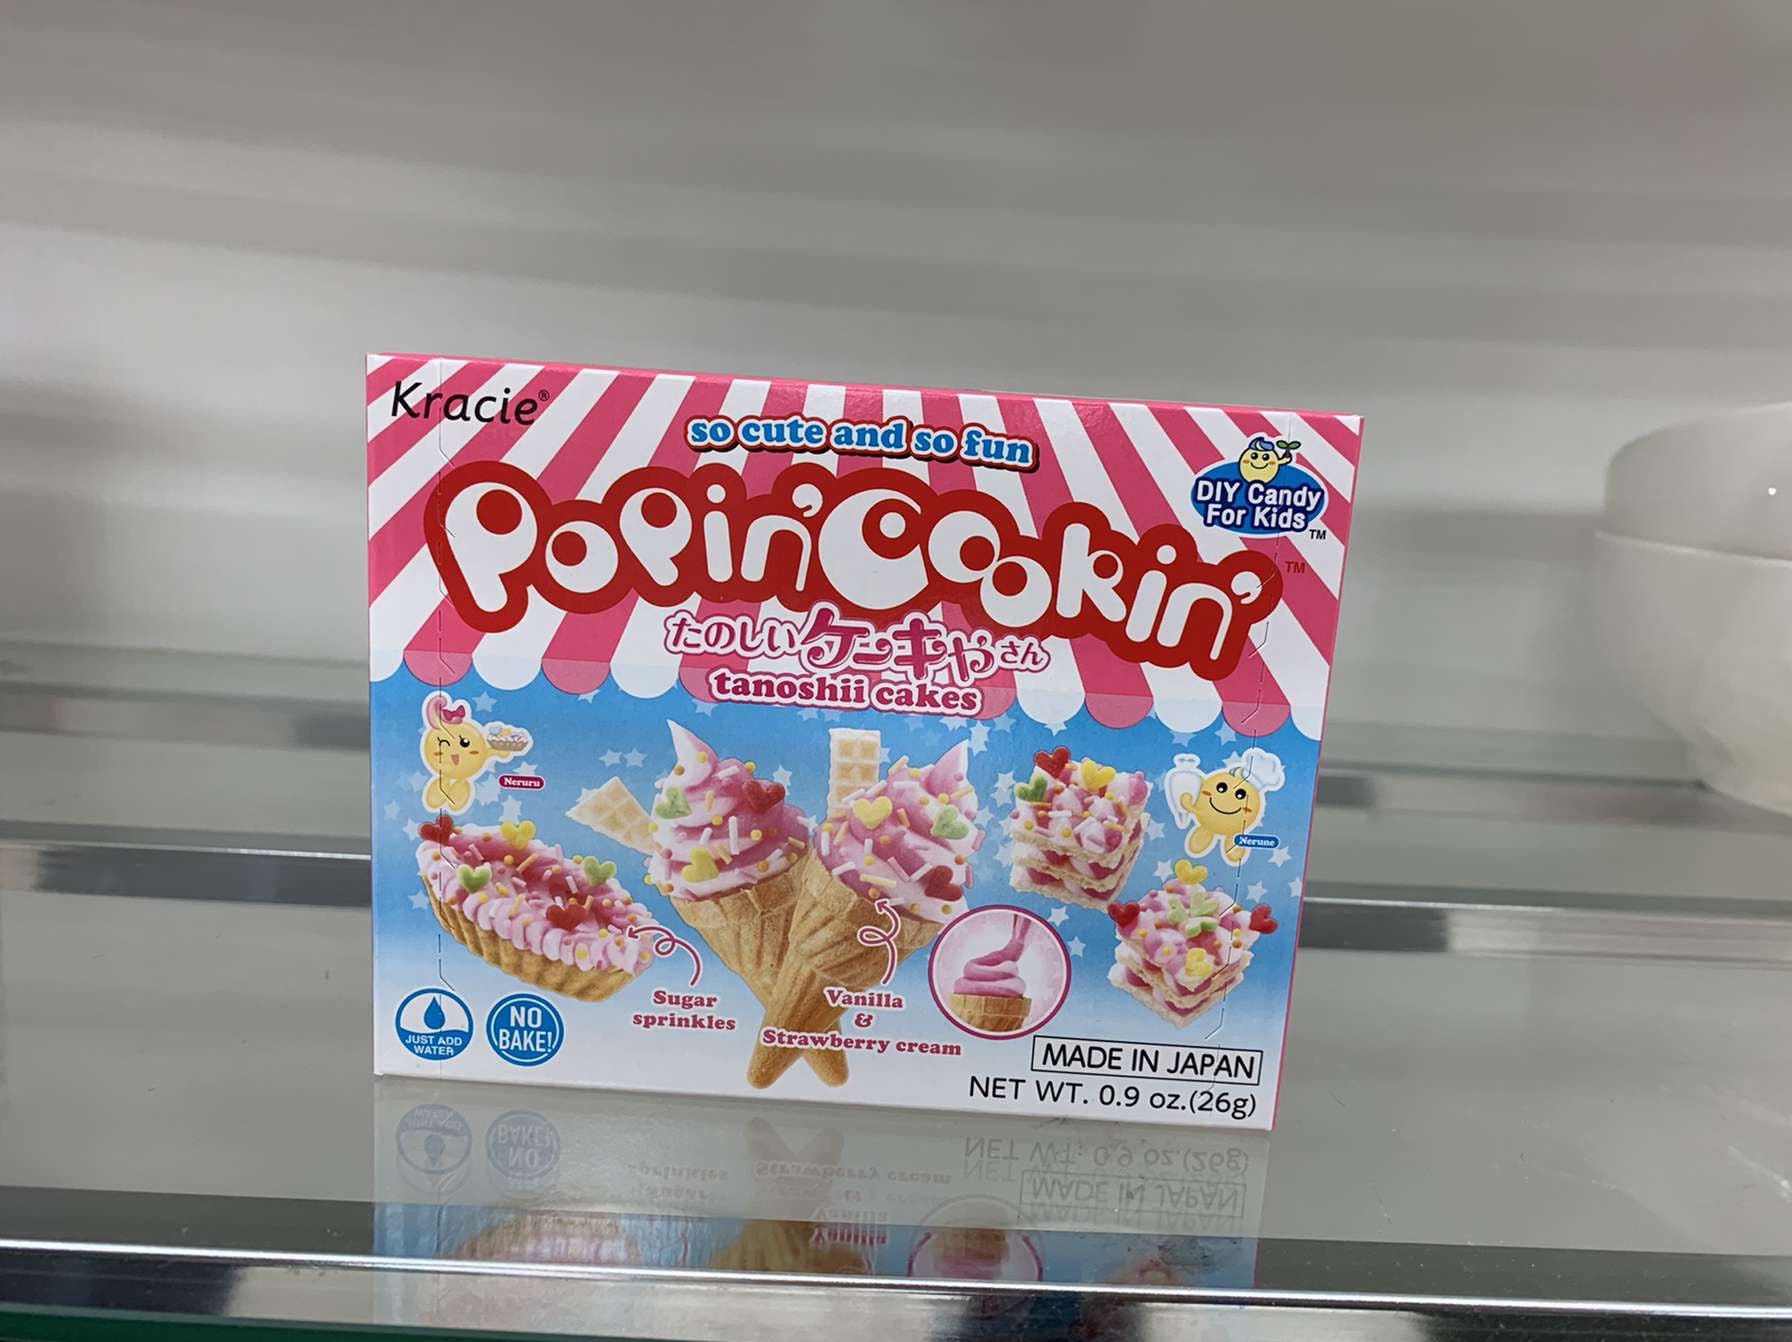 Kracie®
so cute and so fun
Popin'Cookin'™
DIY Candy
For Kids™
たのしいケーキやさん
tanoshii cakes
Neruru
Nerune
Sugar
sprinkles
Vanilla
&
Strawberry cream
JUST ADD
WATER
NO
BAKE!
MADE IN JAPAN
NET WT. 0.9 oz.(26g)